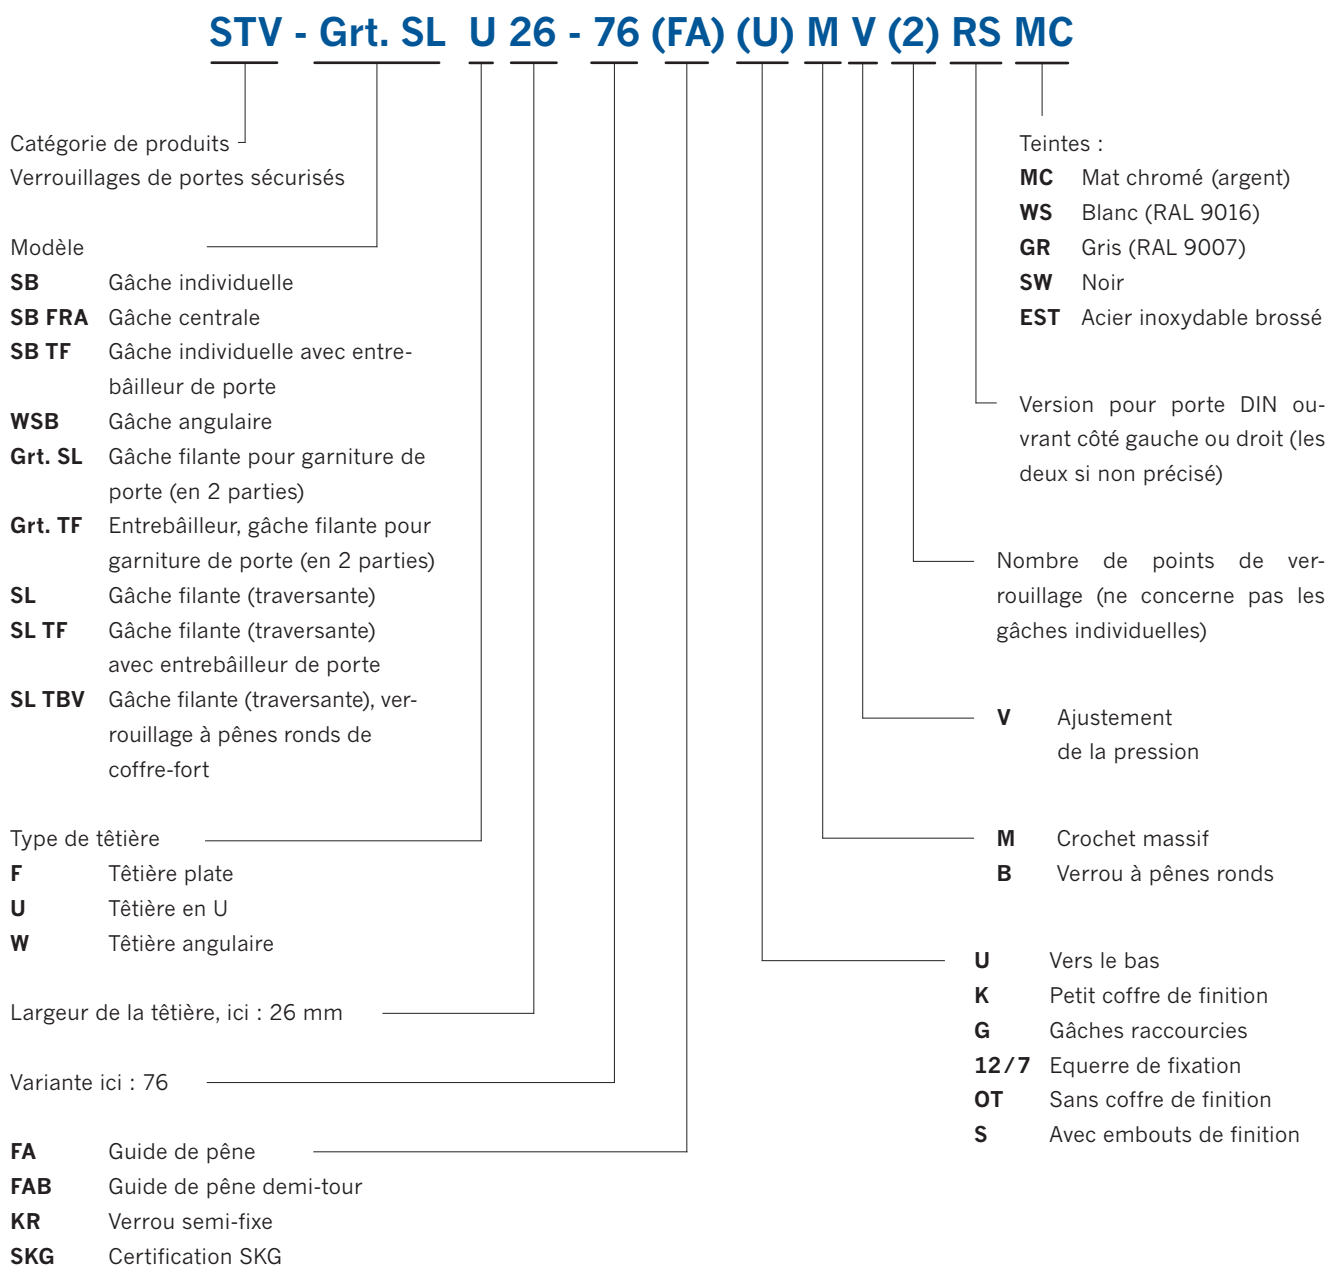 STV - Grt. SL U 26 - 76 (FA) (U) M V (2) RS MC
Catégorie de produits
Verrouillages de portes sécurisés
Modèle
SB Gâche individuelle
SB FRA Gâche centrale
SB TF Gâche individuelle avec entre-
bâilleur de porte
WSB Gâche angulaire
Grt. SL Gâche filante pour garniture de
porte (en 2 parties)
Grt. TF Entrebâilleur, gâche filante pour
garniture de porte (en 2 parties)
SL Gâche filante (traversante)
SL TF Gâche filante (traversante)
avec entrebâilleur de porte
SL TBV Gâche filante (traversante), ver-
rouillage à pênes ronds de
coffre-fort
Type de têtière
F Têtière plate
U Têtière en U
W Têtière angulaire
Largeur de la têtière, ici : 26 mm
Variante ici : 76
FA Guide de pêne
FAB Guide de pêne demi-tour
KR Verrou semi-fixe
SKG Certification SKG
Teintes :
MC Mat chromé (argent)
WS Blanc (RAL 9016)
GR Gris (RAL 9007)
SW Noir
EST Acier inoxydable brossé
Version pour porte DIN ou-
vrant côté gauche ou droit (les
deux si non précisé)
Nombre de points de ver-
rouillage (ne concerne pas les
gâches individuelles)
V Ajustement
de la pression
M Crochet massif
B Verrou à pênes ronds
U Vers le bas
K Petit coffre de finition
G Gâches raccourcies
12/7 Equerre de fixation
OT Sans coffre de finition
S Avec embouts de finition